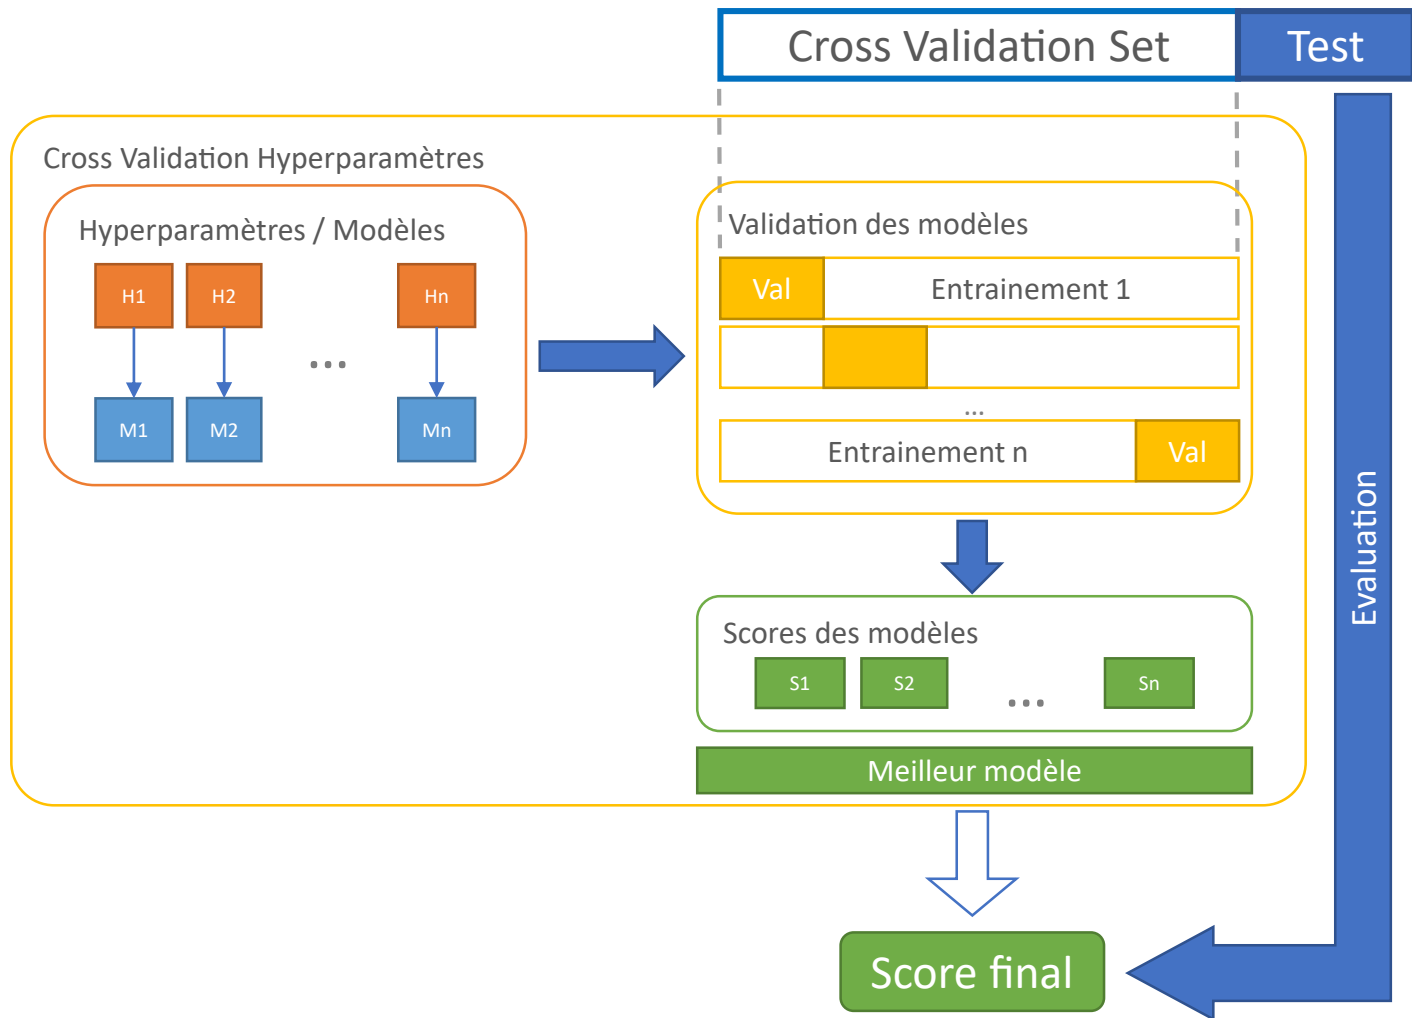 Cross Validation Set
Test
Cross Validation Hyperparamètres
Hyperparamètres / Modèles
H1
H2
Hn
...
M1
M2
Mn
Validation des modèles
Val
Entrainement 1
...
Entrainement n
Val
Scores des modèles
S1
S2
...
Sn
Meilleur modèle
Evaluation
Score final